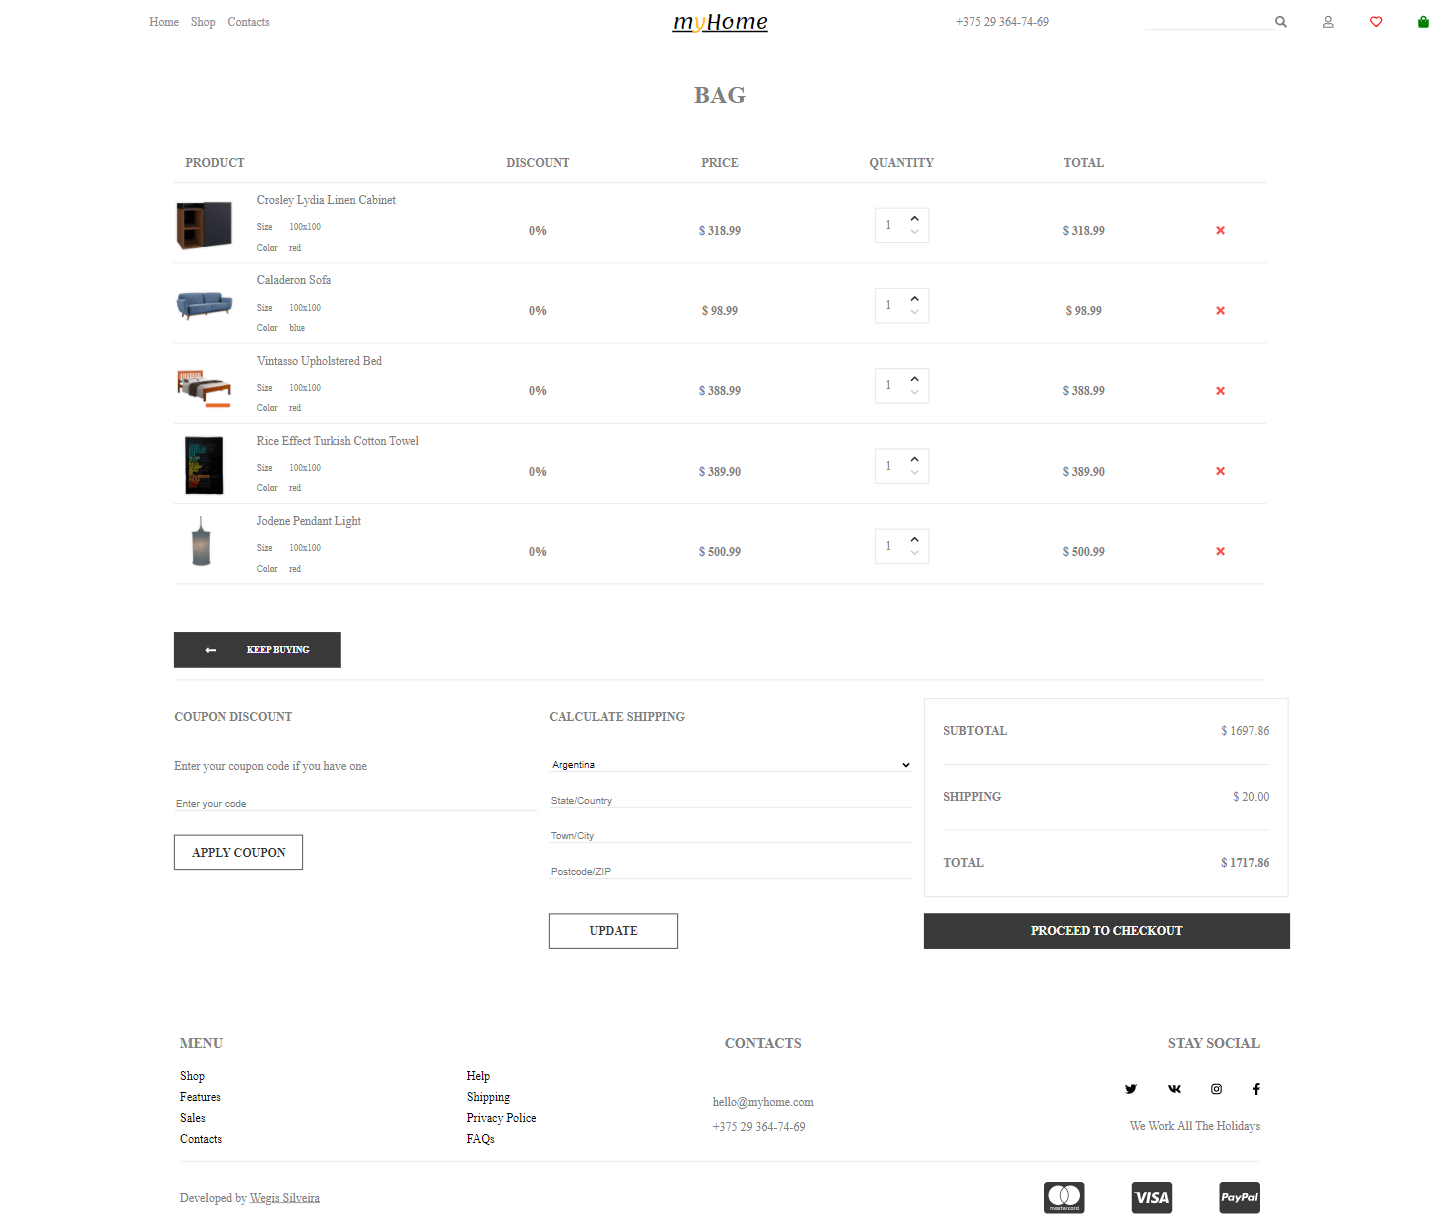 Home Shop Contacts myHome +375 29 364-74-69
BAG
PRODUCT DISCOUNT PRICE QUANTITY TOTAL
Crosley Lydia Linen Cabinet
Size 100x100
0% $ 318.99 1 $ 318.99
Color red
Caladeron Sofa
Size 100x100
0% $ 98.99 1 $ 98.99
Color blue
Vintasso Upholstered Bed
Size 100x100
0% $ 388.99 1 $ 388.99
Color red
Rice Effect Turkish Cotton Towel
Size 100x100
0% $ 389.90 1 $ 389.90
Color red
Jodene Pendant Light
Size 100x100
0% $ 500.99 1 $ 500.99
Color red
KEEP BUYING
COUPON DISCOUNT
Enter your coupon code if you have one
Enter your code
APPLY COUPON
CALCULATE SHIPPING
Argentina
State/Country
Town/City
Postcode/ZIP
UPDATE
SUBTOTAL $ 1697.86
SHIPPING $ 20.00
TOTAL $ 1717.86
PROCEED TO CHECKOUT
MENU
Shop
Features
Sales
Contacts
Help
Shipping
Privacy Police
FAQs
CONTACTS
hello@myhome.com
+375 29 364-74-69
STAY SOCIAL
We Work All The Holidays
Developed by Wegis Silveira
mastercard VISA PayPal